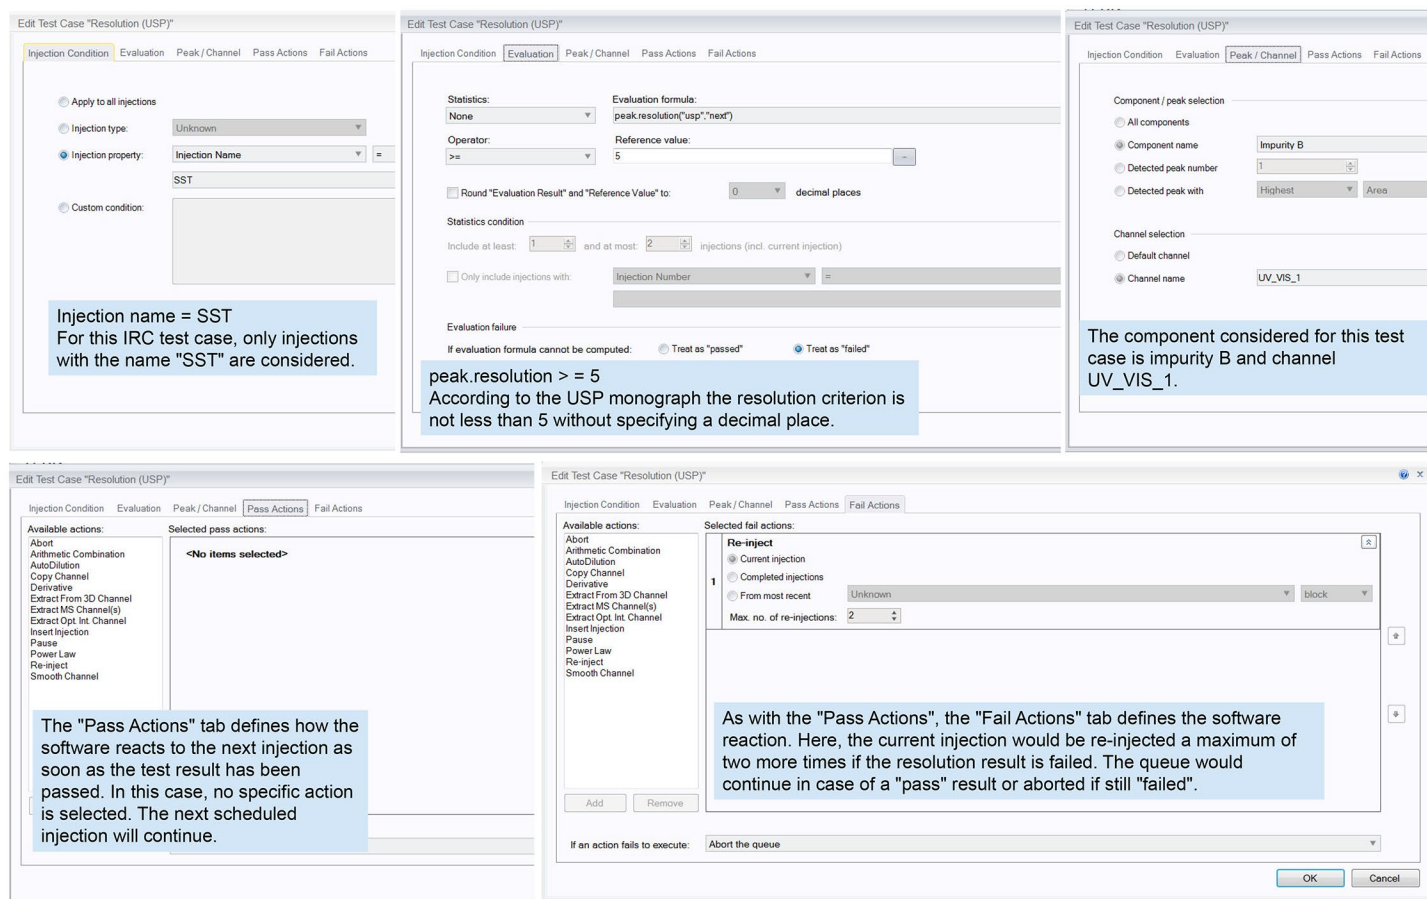 Edit Test Case "Resolution (USP)"
Injection Condition Evaluation Peak / Channel Pass Actions Fail Actions
Apply to all injections
Injection type: Unknown
Injection property: Injection Name =
SST
Custom condition:
Injection name = SST
For this IRC test case, only injections
with the name "SST" are considered.
Edit Test Case "Resolution (USP)"
Injection Condition Evaluation Peak / Channel Pass Actions Fail Actions
Statistics: Evaluation formula:
None peak.resolution("usp","next")
Operator: Reference value:
>= 5 ...
Round "Evaluation Result" and "Reference Value" to: 0 decimal places
Statistics condition
Include at least: 1 and at most: 2 injections (incl. current injection)
Only include injections with: Injection Number =
Evaluation failure
If evaluation formula cannot be computed: Treat as "passed" Treat as "failed"
peak.resolution > = 5
According to the USP monograph the resolution criterion is
not less than 5 without specifying a decimal place.
Edit Test Case "Resolution (USP)"
Injection Condition Evaluation Peak / Channel Pass Actions Fail Actions
Component / peak selection
All components
Component name Impurity B
Detected peak number 1
Detected peak with Highest Area
Channel selection
Default channel
Channel name UV_VIS_1
The component considered for this test
case is impurity B and channel
UV_VIS_1.
Edit Test Case "Resolution (USP)"
Injection Condition Evaluation Peak / Channel Pass Actions Fail Actions
Available actions: Selected pass actions:
Abort
Arithmetic Combination
AutoDilution
Copy Channel
Derivative
Extract From 3D Channel
Extract MS Channel(s)
Extract Opt. Int. Channel
Insert Injection
Pause
Power Law
Re-inject
Smooth Channel
<No items selected>
The "Pass Actions" tab defines how the
software reacts to the next injection as
soon as the test result has been
passed. In this case, no specific action
is selected. The next scheduled
injection will continue.
Edit Test Case "Resolution (USP)"
Injection Condition Evaluation Peak / Channel Pass Actions Fail Actions
Available actions: Selected fail actions:
Abort
Arithmetic Combination
AutoDilution
Copy Channel
Derivative
Extract From 3D Channel
Extract MS Channel(s)
Extract Opt. Int. Channel
Insert Injection
Pause
Power Law
Re-inject
Smooth Channel
Re-inject
Current injection
1 Completed injections
From most recent Unknown block
Max. no. of re-injections: 2
As with the "Pass Actions", the "Fail Actions" tab defines the software
reaction. Here, the current injection would be re-injected a maximum of
two more times if the resolution result is failed. The queue would
continue in case of a "pass" result or aborted if still "failed".
Add Remove
If an action fails to execute: Abort the queue
OK Cancel